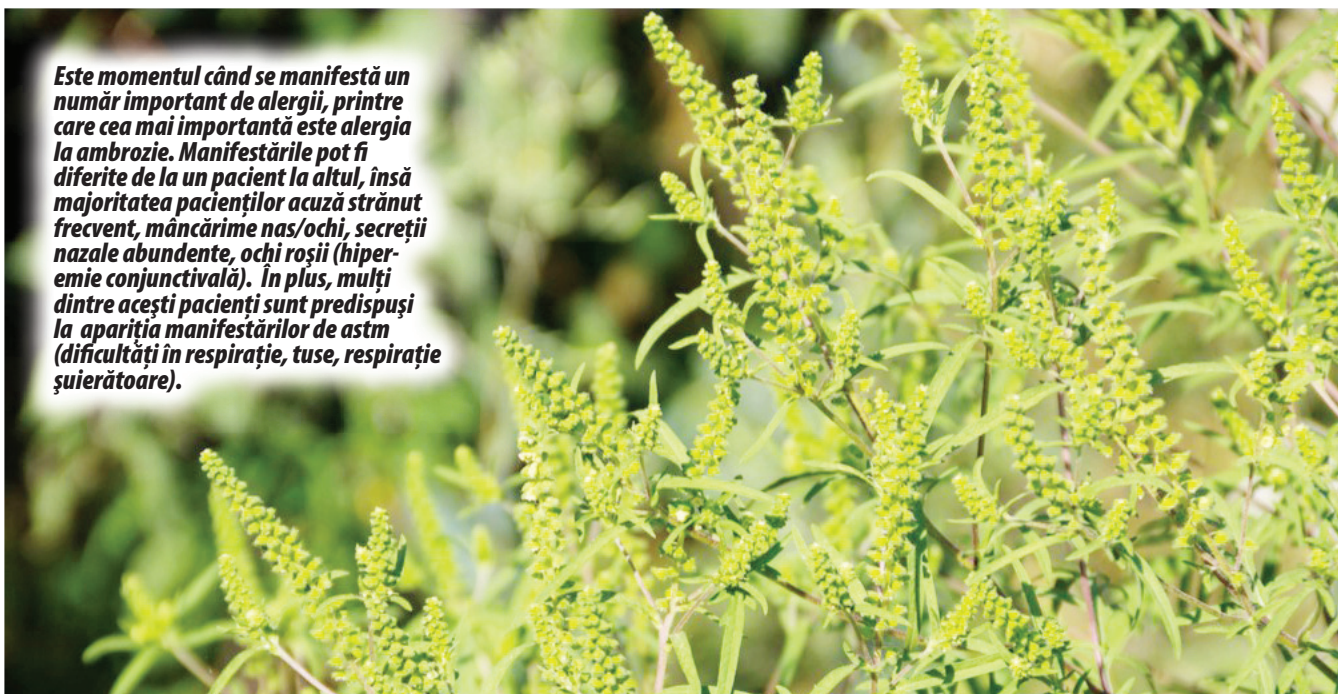 Este momentul când se manifestă un
număr important de alergii, printre
care cea mai importantă este alergia
la ambrozie. Manifestările pot fi
diferite de la un pacient la altul, însă
majoritatea pacienților acuză strănut
frecvent, mâncărime nas/ochi, secreții
nazale abundente, ochi roșii (hiper-
emie conjunctivală). În plus, mulți
dintre acești pacienți sunt predispuși
la apariția manifestărilor de astm
(dificultăți în respirație, tuse, respirație
șuierătoare).